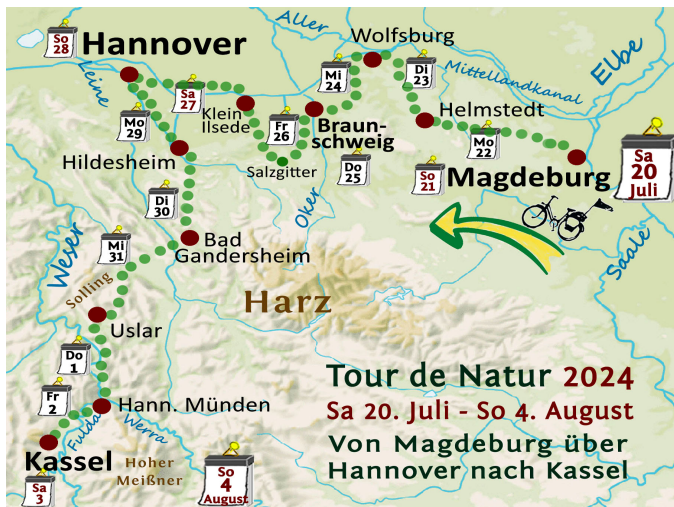 So
28
Hannover
Leine
Aller
Wolfsburg
Elbe
Mi
24
Di
23
Mittellandkanal
Sa
27
Klein
Ilsede
Fr
26
Braun-
schweig
Helmstedt
Mo
22
Mo
29
Hildesheim
Salzgitter
Do
25
So
21
Magdeburg
Sa
20
Juli
Di
30
Oker
Weser
Mi
31
Bad
Gandersheim
Saale
Solling
Harz
Uslar
Do
1
Fr
2
Hann. Münden
Fulda
Werra
Kassel
Hoher
Meißner
Sa
3
So
4
August
Tour de Natur 2024
Sa 20. Juli - So 4. August
Von Magdeburg über
Hannover nach Kassel